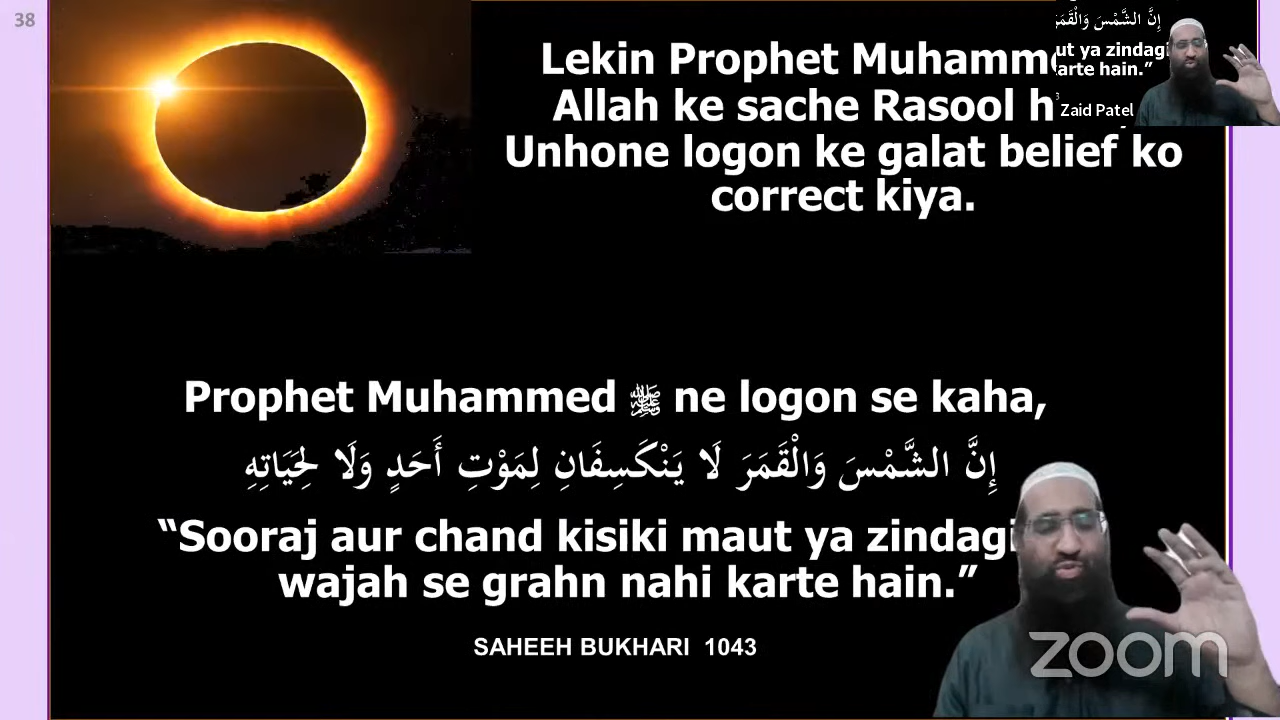 38
Lekin Prophet Muhamm
Allah ke sache Rasool h
Unhone logon ke galat belief ko
correct kiya.
إِنَّ الشَّمْسَ وَالْقَمَرَ
ut ya zindagi
arte hain.”
Zaid Patel
Prophet Muhammed ﷺ ne logon se kaha,
إِنَّ الشَّمْسَ وَالْقَمَرَ لَا يَنْكَسِفَانِ لِمَوْتِ أَحَدٍ وَلَا لِحَيَاتِهِ
“Sooraj aur chand kisiki maut ya zindagi
wajah se grahn nahi karte hain.”
SAHEEH BUKHARI 1043
zoom